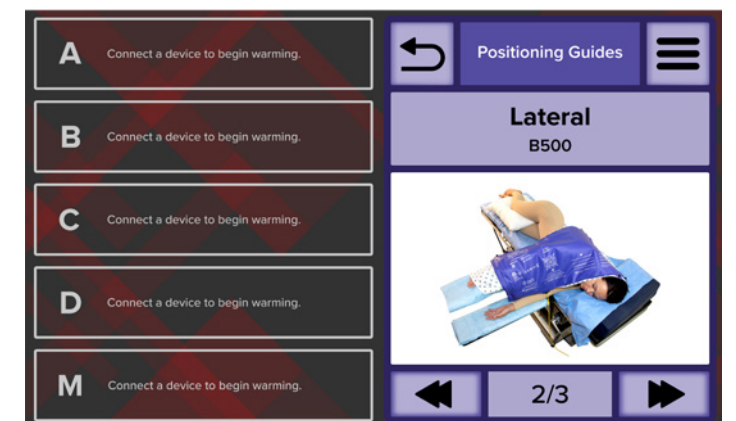 A
Connect a device to begin warming.
B
Connect a device to begin warming.
C
Connect a device to begin warming.
D
Connect a device to begin warming.
M
Connect a device to begin warming.
Positioning Guides
Lateral
B500
2/3